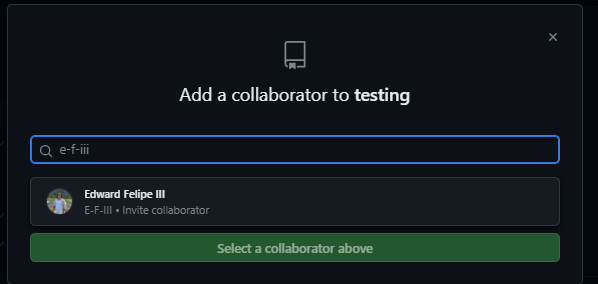 Add a collaborator to testing
e-f-iii
Edward Felipe III
E-F-III • Invite collaborator
Select a collaborator above